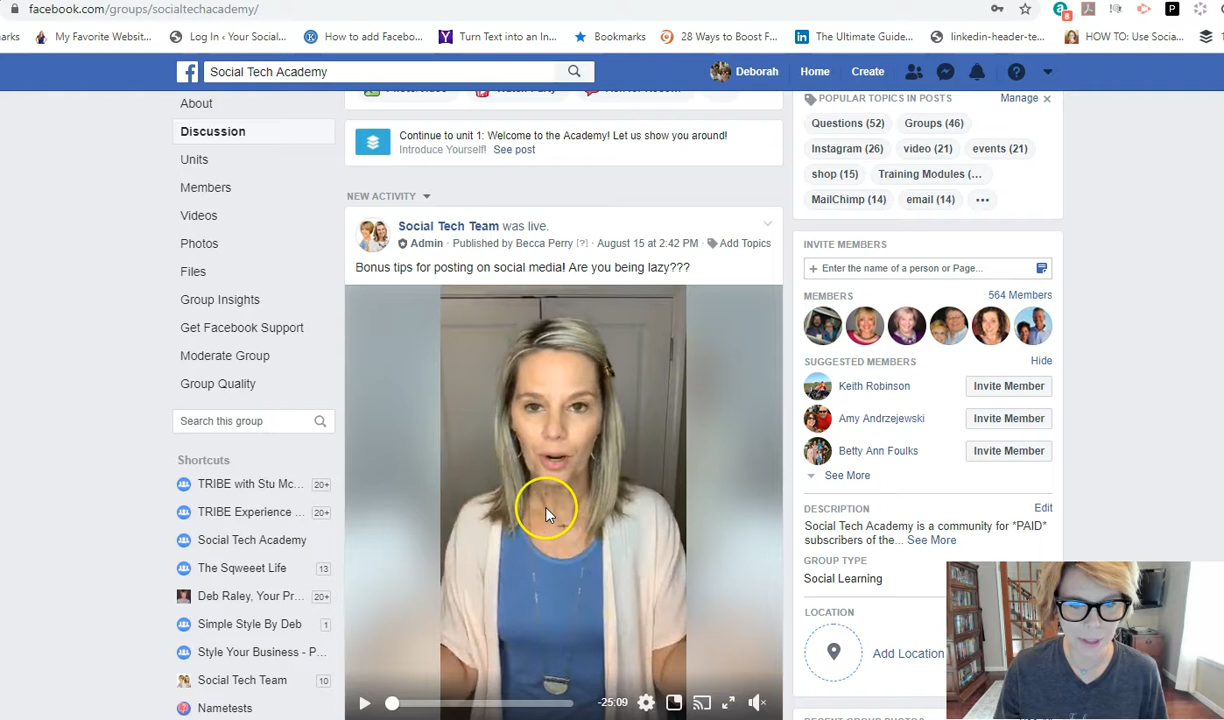 facebook.com/groups/socialtechacademy/
8
P
arks My Favorite Websit... Log In ‹ Your Social... How to add Facebo... Turn Text into an In... Bookmarks 28 Ways to Boost F... The Ultimate Guide... linkedin-header-te... HOW TO: Use Socia...
Social Tech Academy
Deborah Home Create
About
Discussion
Units
Members
Videos
Photos
Files
Group Insights
Get Facebook Support
Moderate Group
Group Quality
Search this group
Shortcuts
TRIBE with Stu Mc... 20+
TRIBE Experience ... 20+
Social Tech Academy
The Sqweeet Life 13
Deb Raley, Your Pr... 20+
Simple Style By Deb 1
Style Your Business - P...
Social Tech Team 10
Nametests
Continue to unit 1: Welcome to the Academy! Let us show you around!
Introduce Yourself! See post
NEW ACTIVITY
Social Tech Team was live.
Admin · Published by Becca Perry [?] · August 15 at 2:42 PM · Add Topics
Bonus tips for posting on social media! Are you being lazy???
-25:09
POPULAR TOPICS IN POSTS Manage
Questions (52) Groups (46)
Instagram (26) video (21) events (21)
shop (15) Training Modules (...
MailChimp (14) email (14) ...
INVITE MEMBERS
+ Enter the name of a person or Page...
MEMBERS 564 Members
SUGGESTED MEMBERS Hide
Keith Robinson Invite Member
Amy Andrzejewski Invite Member
Betty Ann Foulks Invite Member
See More
DESCRIPTION Edit
Social Tech Academy is a community for *PAID*
subscribers of the... See More
GROUP TYPE
Social Learning
LOCATION
Add Location